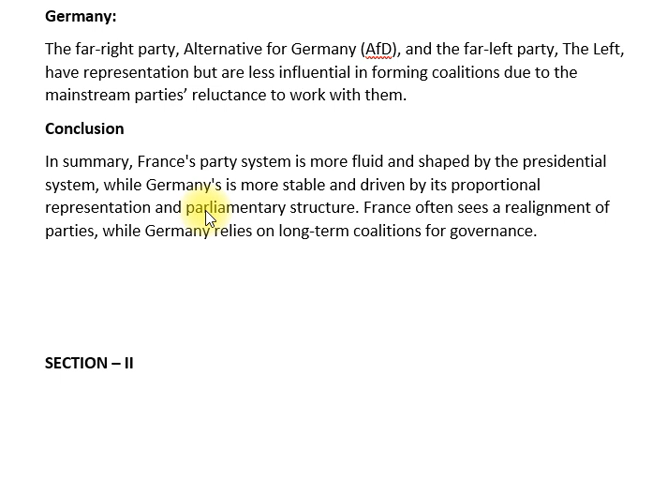 Germany:
The far-right party, Alternative for Germany (AfD), and the far-left party, The Left,
have representation but are less influential in forming coalitions due to the
mainstream parties’ reluctance to work with them.
Conclusion
In summary, France's party system is more fluid and shaped by the presidential
system, while Germany's is more stable and driven by its proportional
representation and parliamentary structure. France often sees a realignment of
parties, while Germany relies on long-term coalitions for governance.
SECTION – II